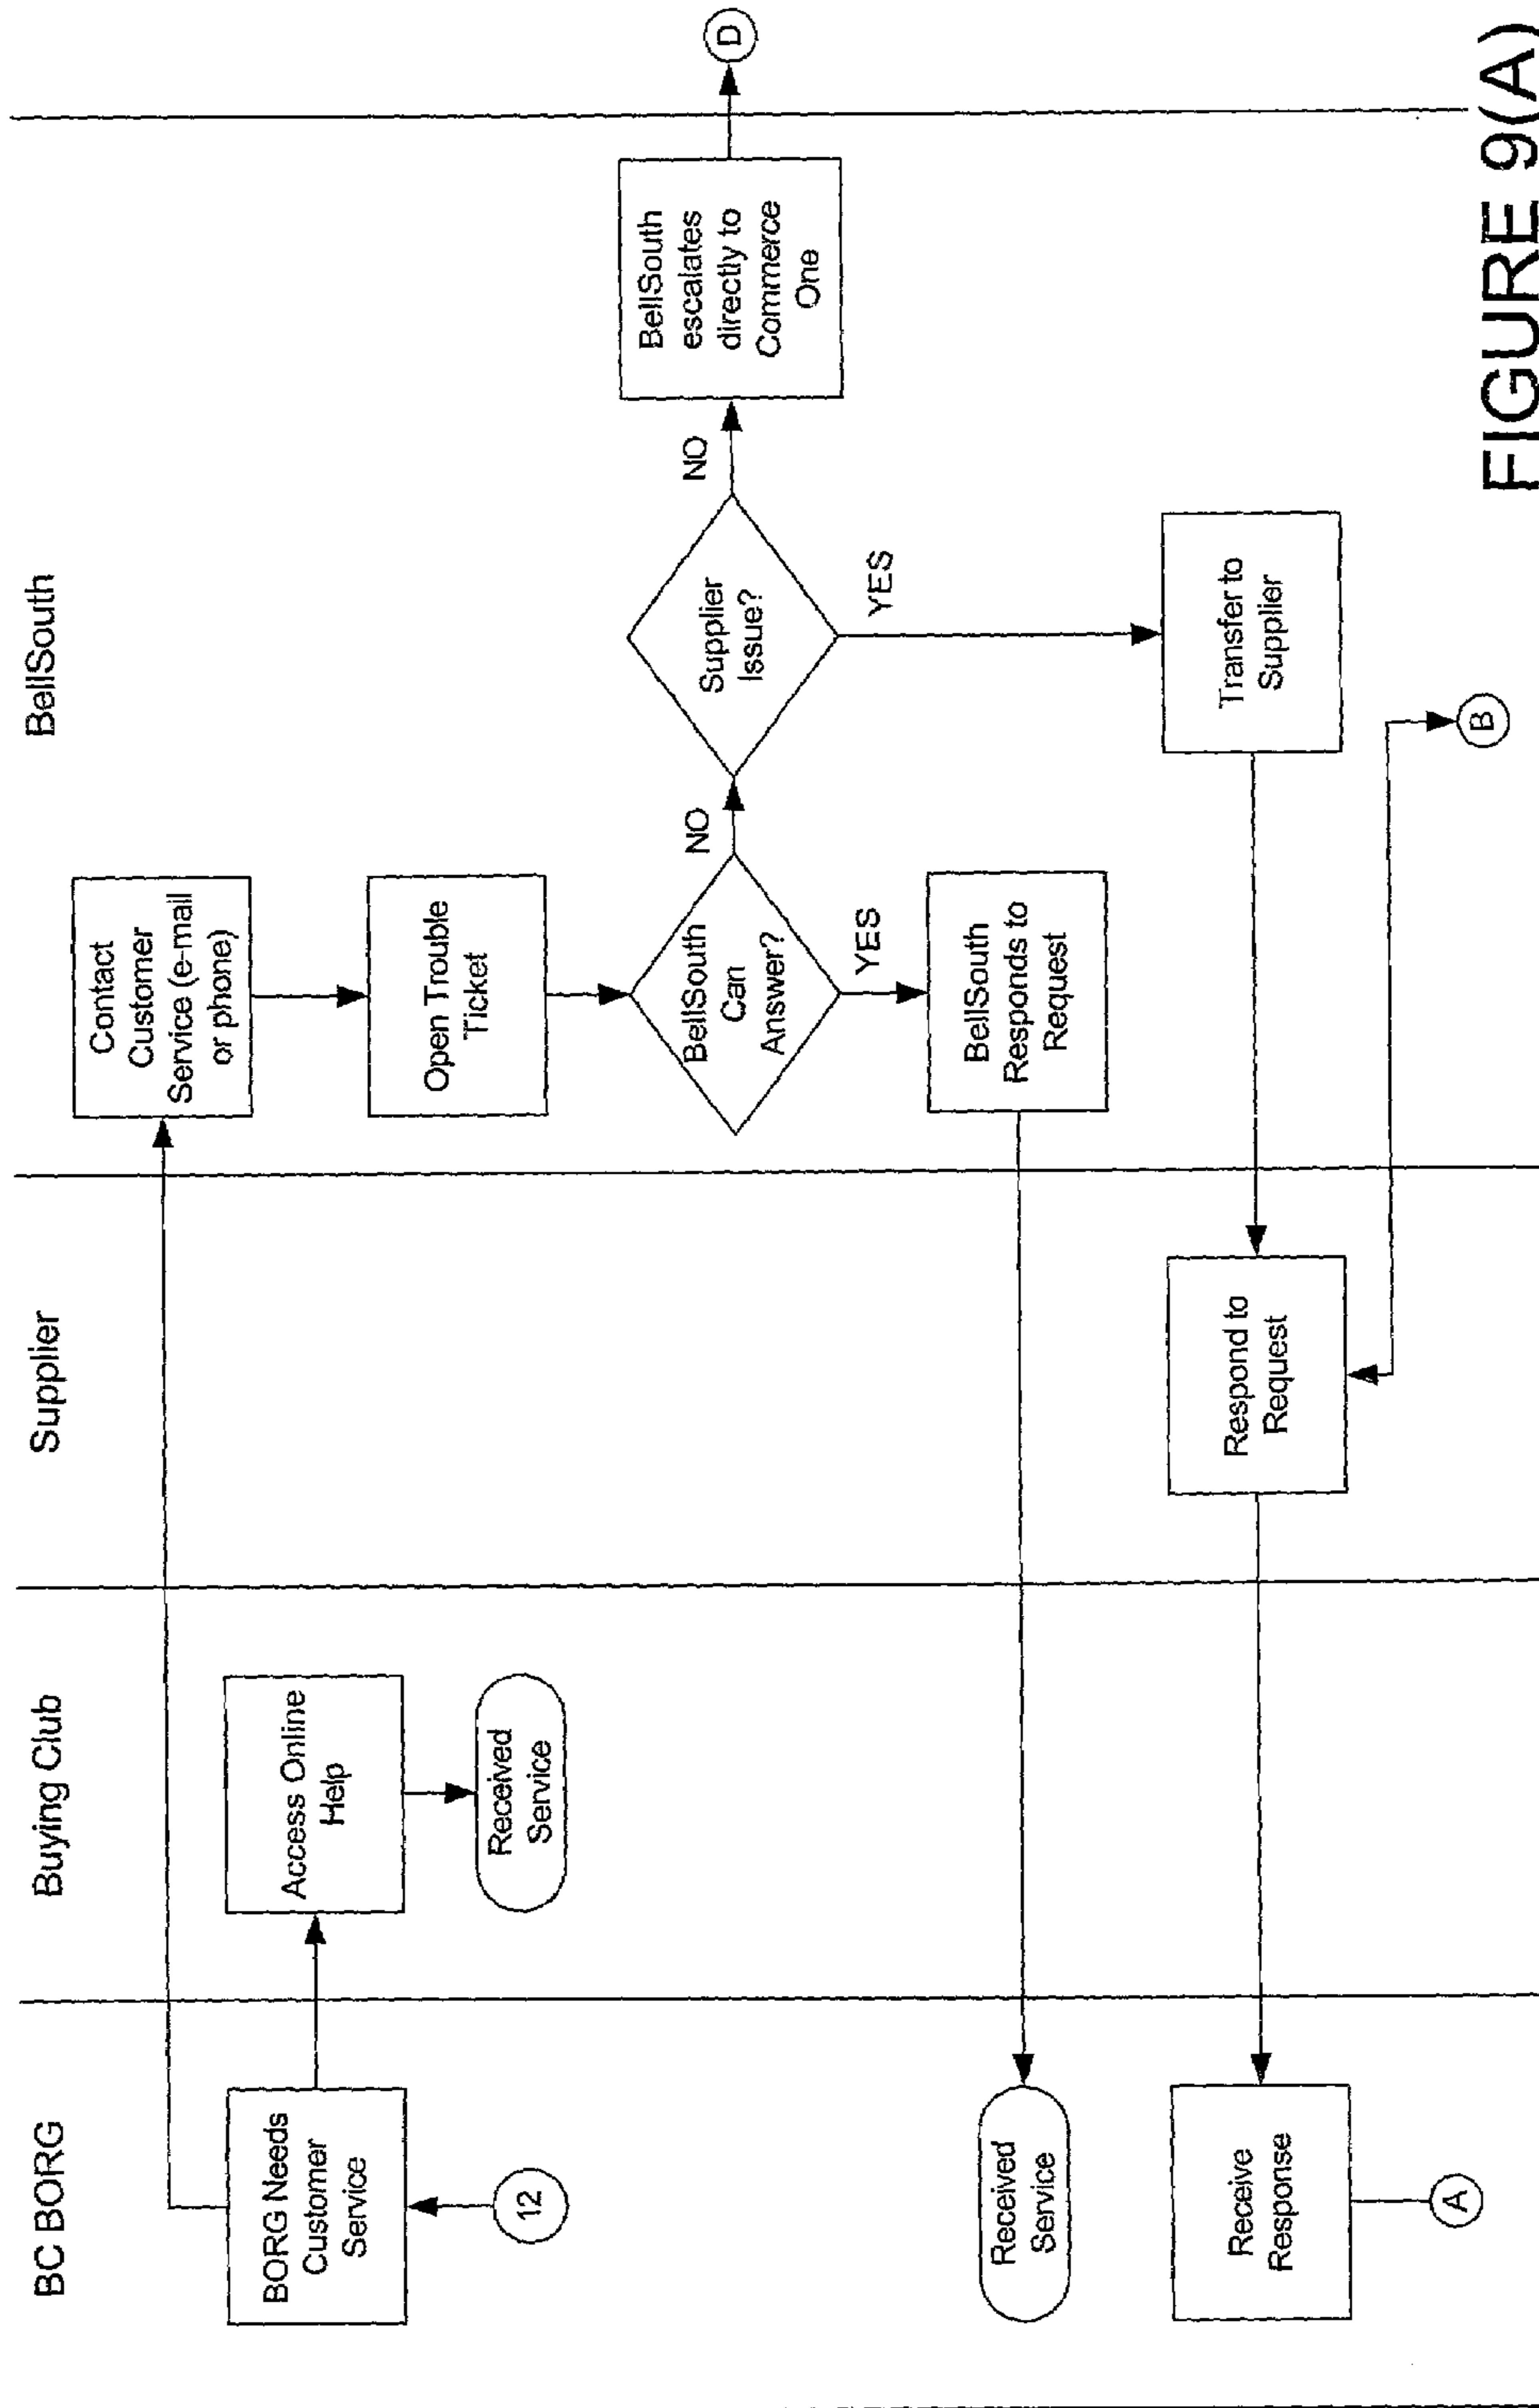 BC BORG
Buying Club
Supplier
BellSouth
BORG Needs
Customer
Service
12
Access Online
Help
Received
Service
Contact
Customer
Service (e-mail
or phone)
Open Trouble
Ticket
BellSouth
Can
Answer?
NO
YES
Supplier
Issue?
NO
YES
BellSouth
escalates
directly to
Commerce
One
D
BellSouth
Responds to
Request
Received
Service
Transfer to
Supplier
Respond to
Request
B
Receive
Response
A
FIGURE 9(A)